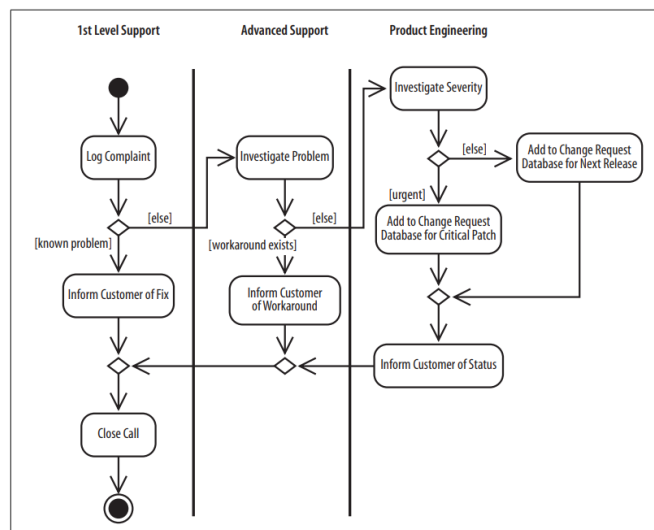 1st Level Support
Advanced Support
Product Engineering
Investigate Severity
Log Complaint
Investigate Problem
[else]
Add to Change Request
Database for Next Release
[urgent]
[else]
[else]
[known problem]
[workaround exists]
Add to Change Request
Database for Critical Patch
Inform Customer of Fix
Inform Customer
of Workaround
Inform Customer of Status
Close Call